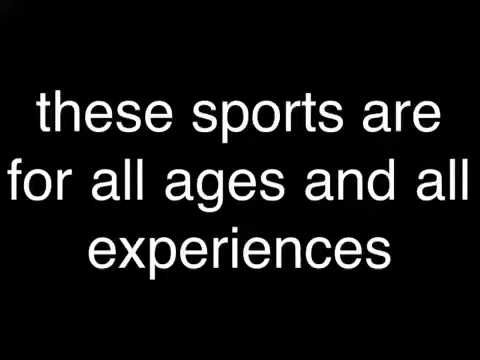 these sports are
for all ages and all
experiences